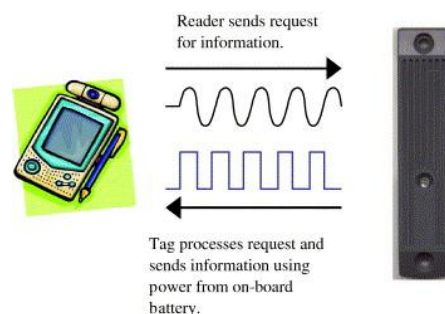 Reader sends request
for information.
Tag processes request and
sends information using
power from on-board
battery.